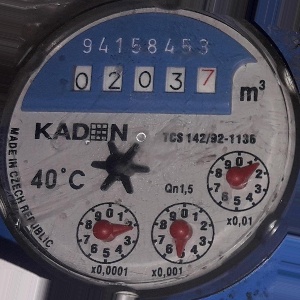 94158453
02037 m³
KADEN
TCS 142/92-1136
MADE IN CZECH REPUBLIC
40°C
Qn1,5
x0,01
x0,0001
x0,001